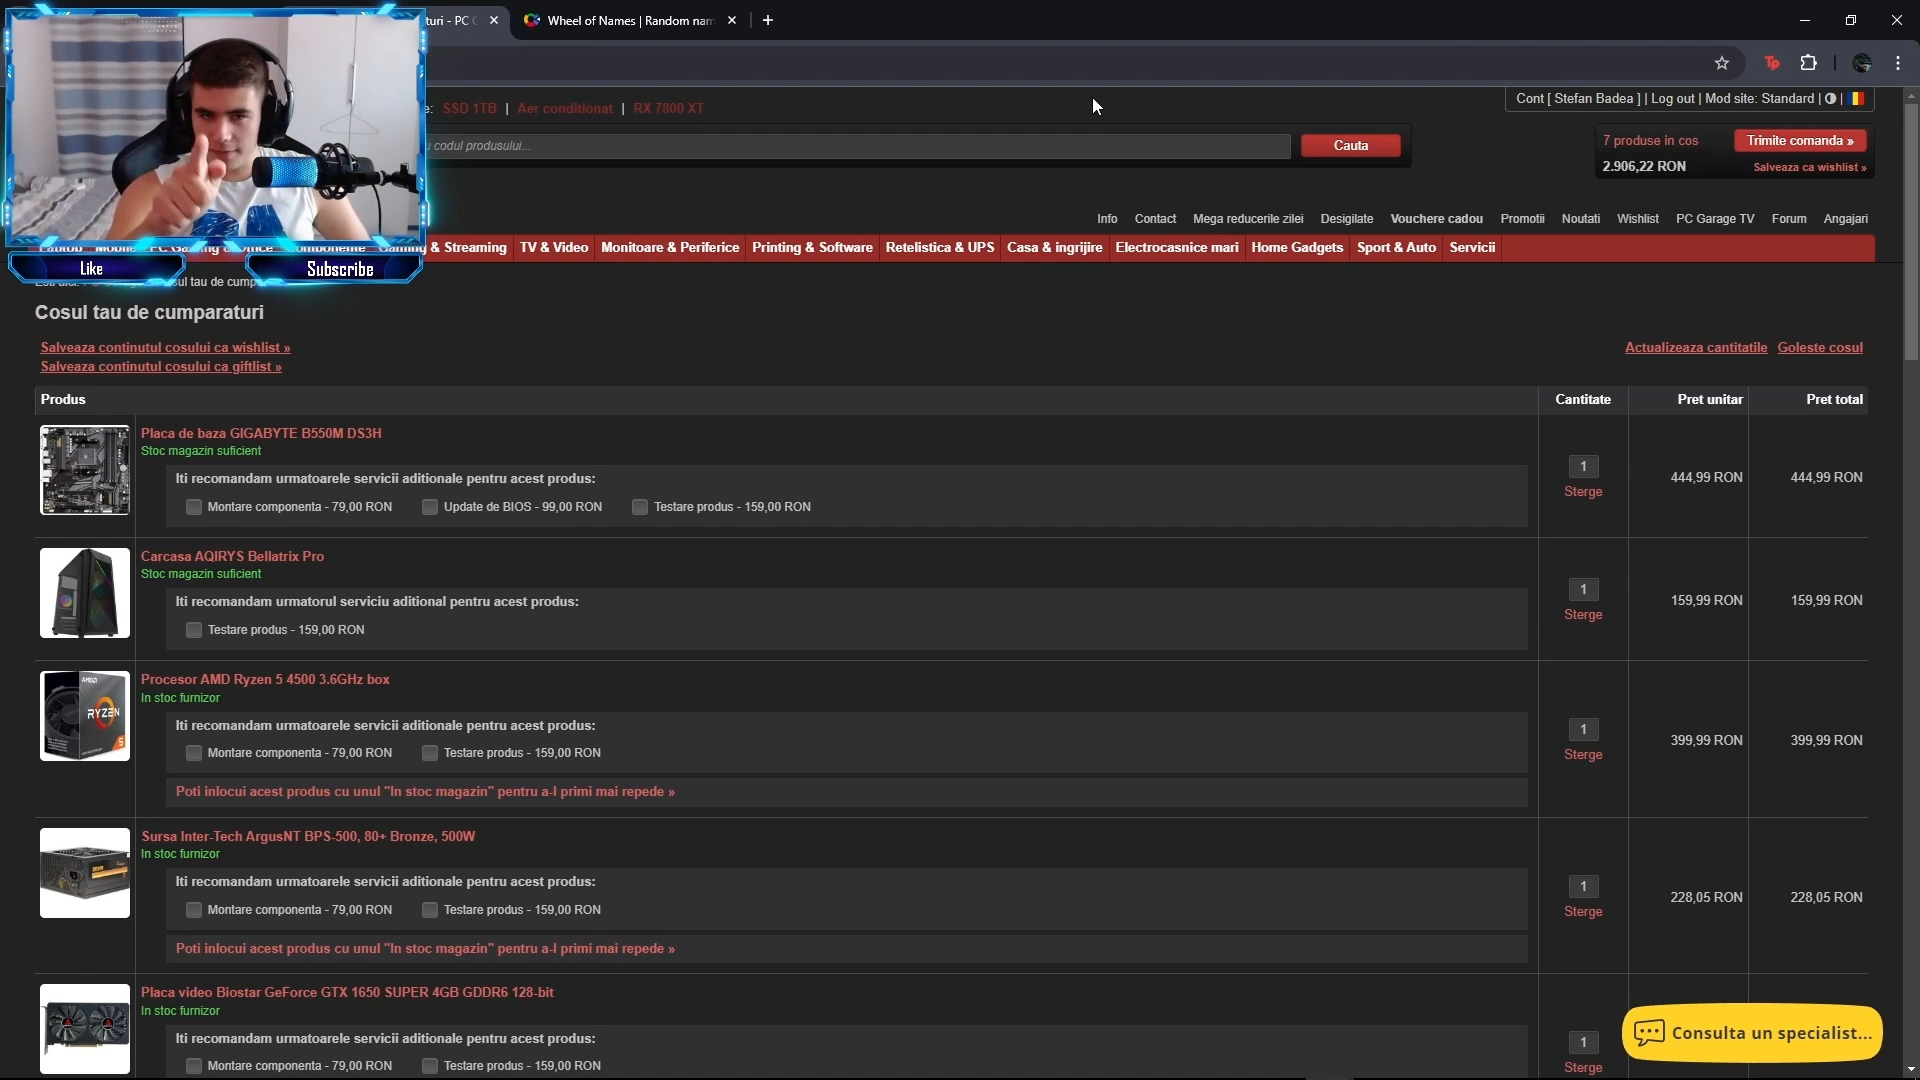 turi - PC G
Wheel of Names | Random nam
Tp
SSD 1TB | Aer conditionat | RX 7800 XT
Cont [ Stefan Badea ] | Log out | Mod site: Standard |
codul produsului...
Cauta
7 produse in cos
Trimite comanda »
2.906,22 RON
Salveaza ca wishlist »
Info Contact Mega reducerile zilei Desigilate Vouchere cadou Promotii Noutati Wishlist PC Garage TV Forum Angajari
& Streaming TV & Video Monitoare & Periferice Printing & Software Retelistica & UPS Casa & ingrijire Electrocasnice mari Home Gadgets Sport & Auto Servicii
Like
Subscribe
sul tau de cump
Cosul tau de cumparaturi
Salveaza continutul cosului ca wishlist »
Salveaza continutul cosului ca giftlist »
Actualizeaza cantitatile Goleste cosul
Produs Cantitate Pret unitar Pret total
Placa de baza GIGABYTE B550M DS3H
Stoc magazin suficient
Iti recomandam urmatoarele servicii aditionale pentru acest produs:
Montare componenta - 79,00 RON Update de BIOS - 99,00 RON Testare produs - 159,00 RON
1
Sterge
444,99 RON 444,99 RON
Carcasa AQIRYS Bellatrix Pro
Stoc magazin suficient
Iti recomandam urmatorul serviciu aditional pentru acest produs:
Testare produs - 159,00 RON
1
Sterge
159,99 RON 159,99 RON
AMD
RYZEN
5
Procesor AMD Ryzen 5 4500 3.6GHz box
In stoc furnizor
Iti recomandam urmatoarele servicii aditionale pentru acest produs:
Montare componenta - 79,00 RON Testare produs - 159,00 RON
Poti inlocui acest produs cu unul "In stoc magazin" pentru a-l primi mai repede »
1
Sterge
399,99 RON 399,99 RON
Sursa Inter-Tech ArgusNT BPS-500, 80+ Bronze, 500W
In stoc furnizor
Iti recomandam urmatoarele servicii aditionale pentru acest produs:
Montare componenta - 79,00 RON Testare produs - 159,00 RON
Poti inlocui acest produs cu unul "In stoc magazin" pentru a-l primi mai repede »
1
Sterge
228,05 RON 228,05 RON
Placa video Biostar GeForce GTX 1650 SUPER 4GB GDDR6 128-bit
In stoc furnizor
Iti recomandam urmatoarele servicii aditionale pentru acest produs:
Montare componenta - 79,00 RON Testare produs - 159,00 RON
1
Sterge
Consulta un specialist...